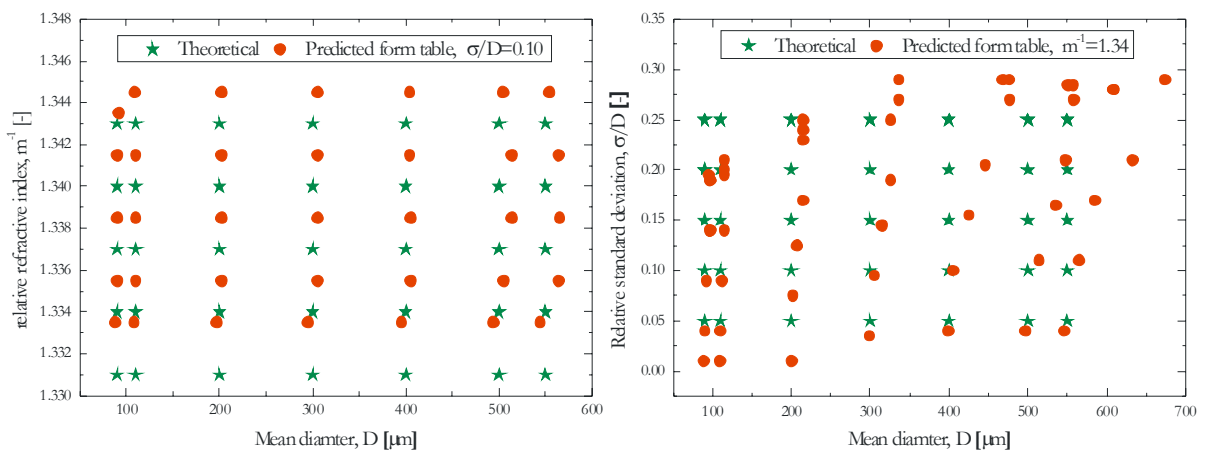 1.348
1.346
1.344
1.342
1.340
1.338
1.336
1.334
1.332
1.330
relative refractive index, m⁻¹ [-]
Theoretical Predicted form table, σ/D=0.10
100 200 300 400 500 600
Mean diamter, D [μm]
0.35
0.30
0.25
0.20
0.15
0.10
0.05
0.00
Relative standard deviation, σ/D [-]
Theoretical Predicted form table, m⁻¹=1.34
100 200 300 400 500 600 700
Mean diamter, D [μm]